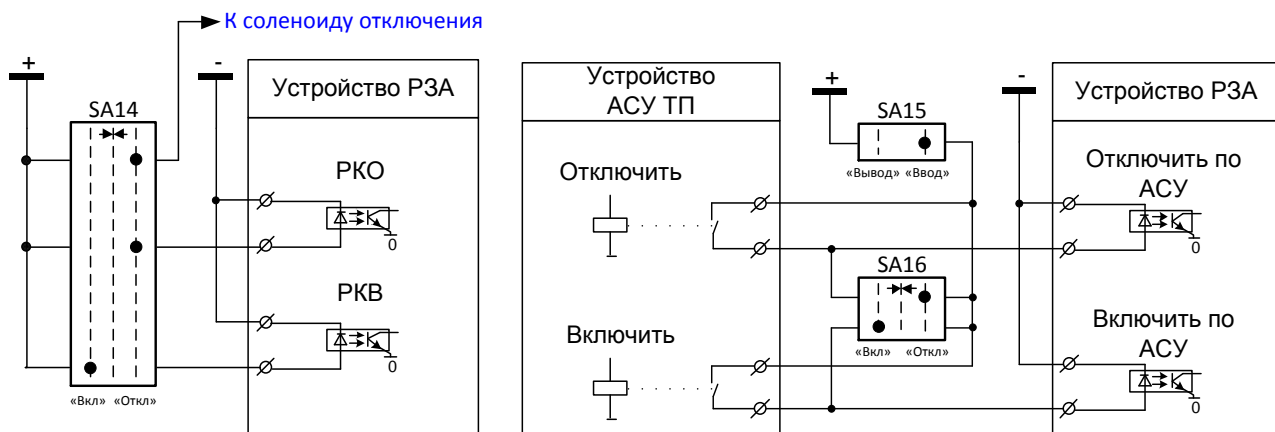 К соленоиду отключения
+
-
SA14
«Вкл» «Откл»
Устройство РЗА
РКО
0
РКВ
0
Устройство
АСУ ТП
Отключить
Включить
+
SA15
«Вывод» «Ввод»
SA16
«Вкл» «Откл»
-
Устройство РЗА
Отключить по
АСУ
0
Включить по
АСУ
0